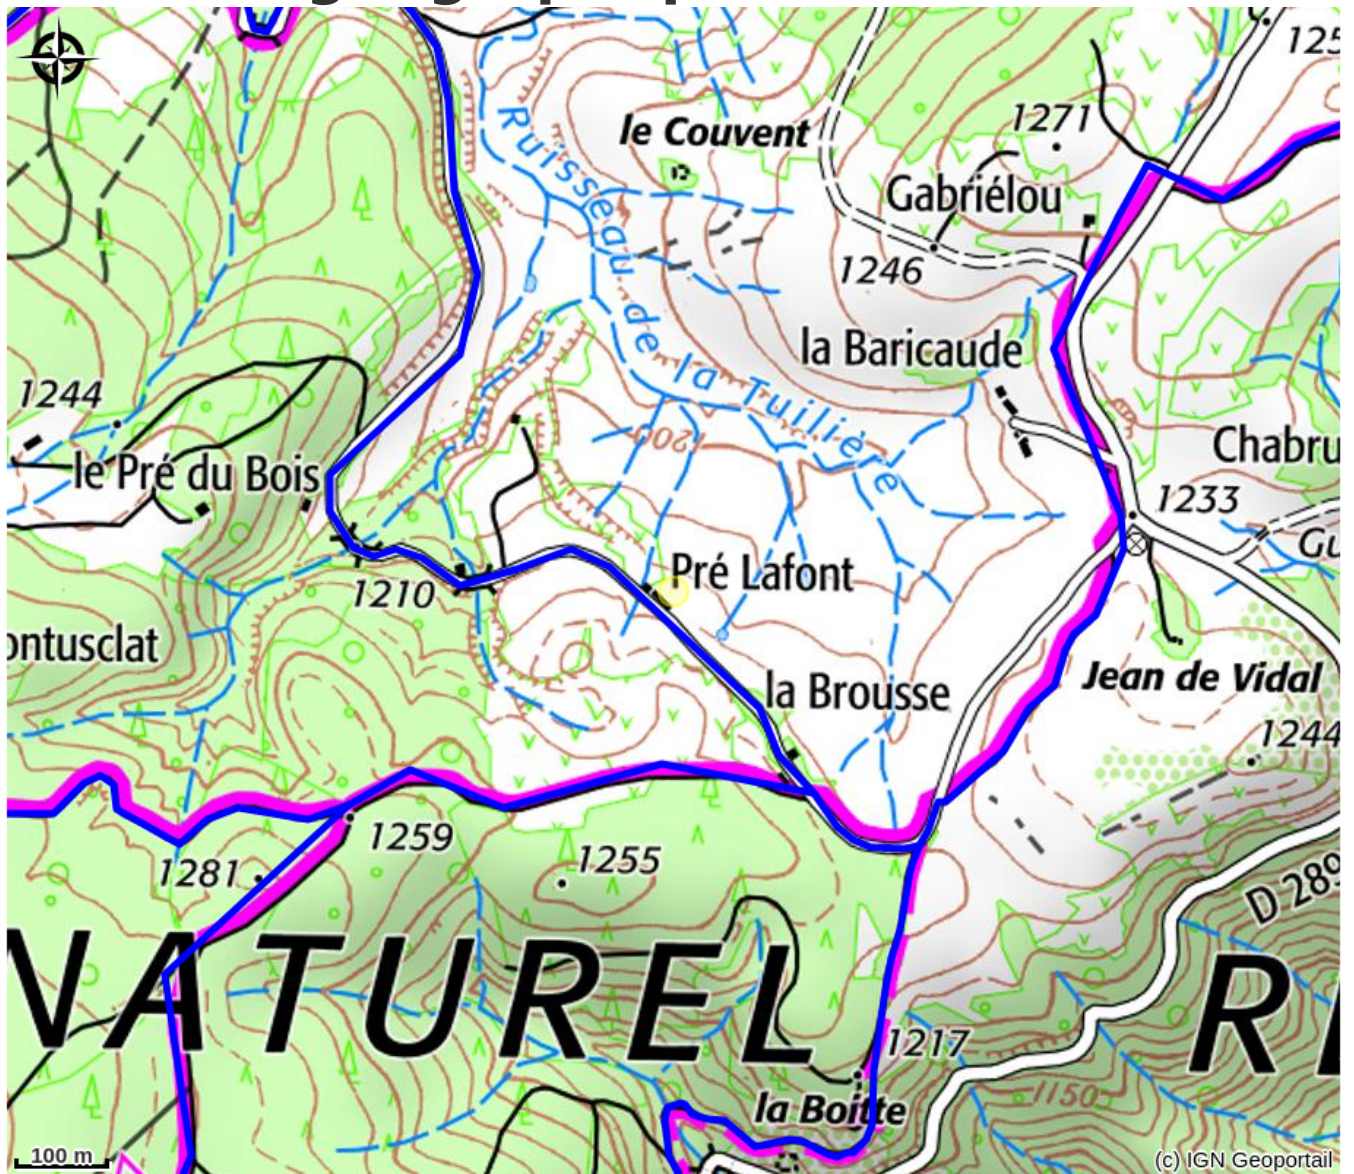 125
1271
le Couvent
Gabriélou
Ruisseau de la Tuilière
1246
la Baricaude
1244
1200
Chabru
le Pré du Bois
1233
Gu
Pré Lafont
1210
ontusclat
Jean de Vidal
la Brousse
1244
1259
1255
1281
D 289
NATUREL R
1217
1150
la Boitte
100 m
(c) IGN Geoportail